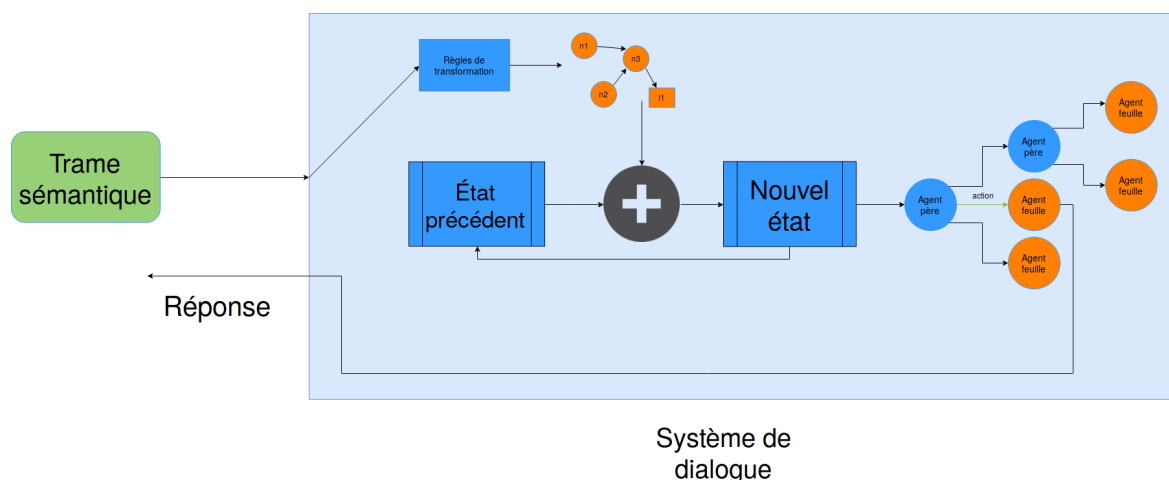 Trame
sémantique
Règles de
transformation
n1
n3
n2
l1
État
précédent
Nouvel
état
Agent
père
action
Agent
père
Agent
feuille
Agent
feuille
Agent
feuille
Agent
feuille
Réponse
Système de
dialogue